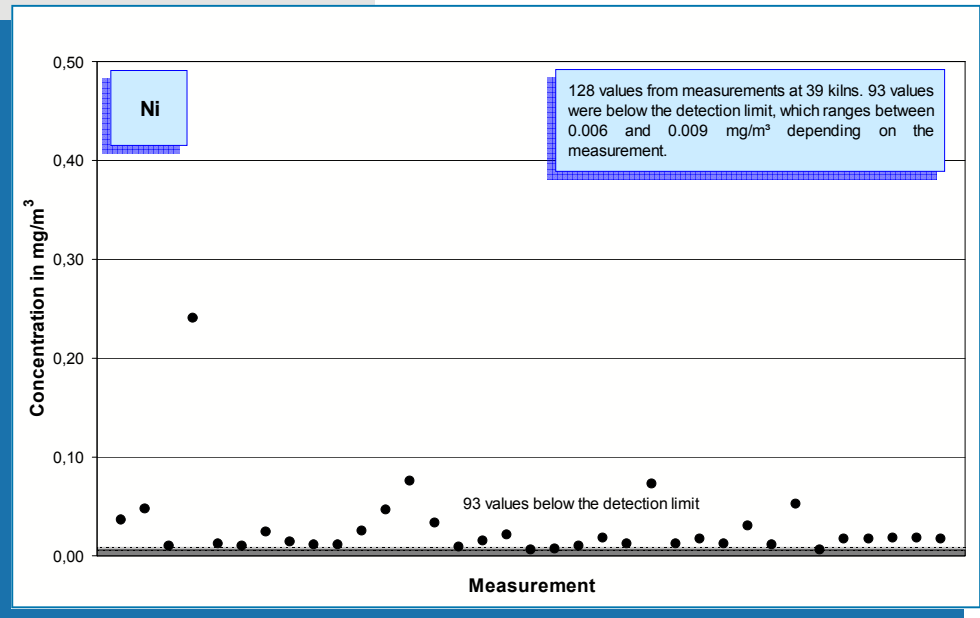 Ni
128 values from measurements at 39 kilns. 93 values
were below the detection limit, which ranges between
0.006 and 0.009 mg/m³ depending on the
measurement.
Concentration in mg/m³
0,50
0,40
0,30
0,20
0,10
0,00
93 values below the detection limit
Measurement